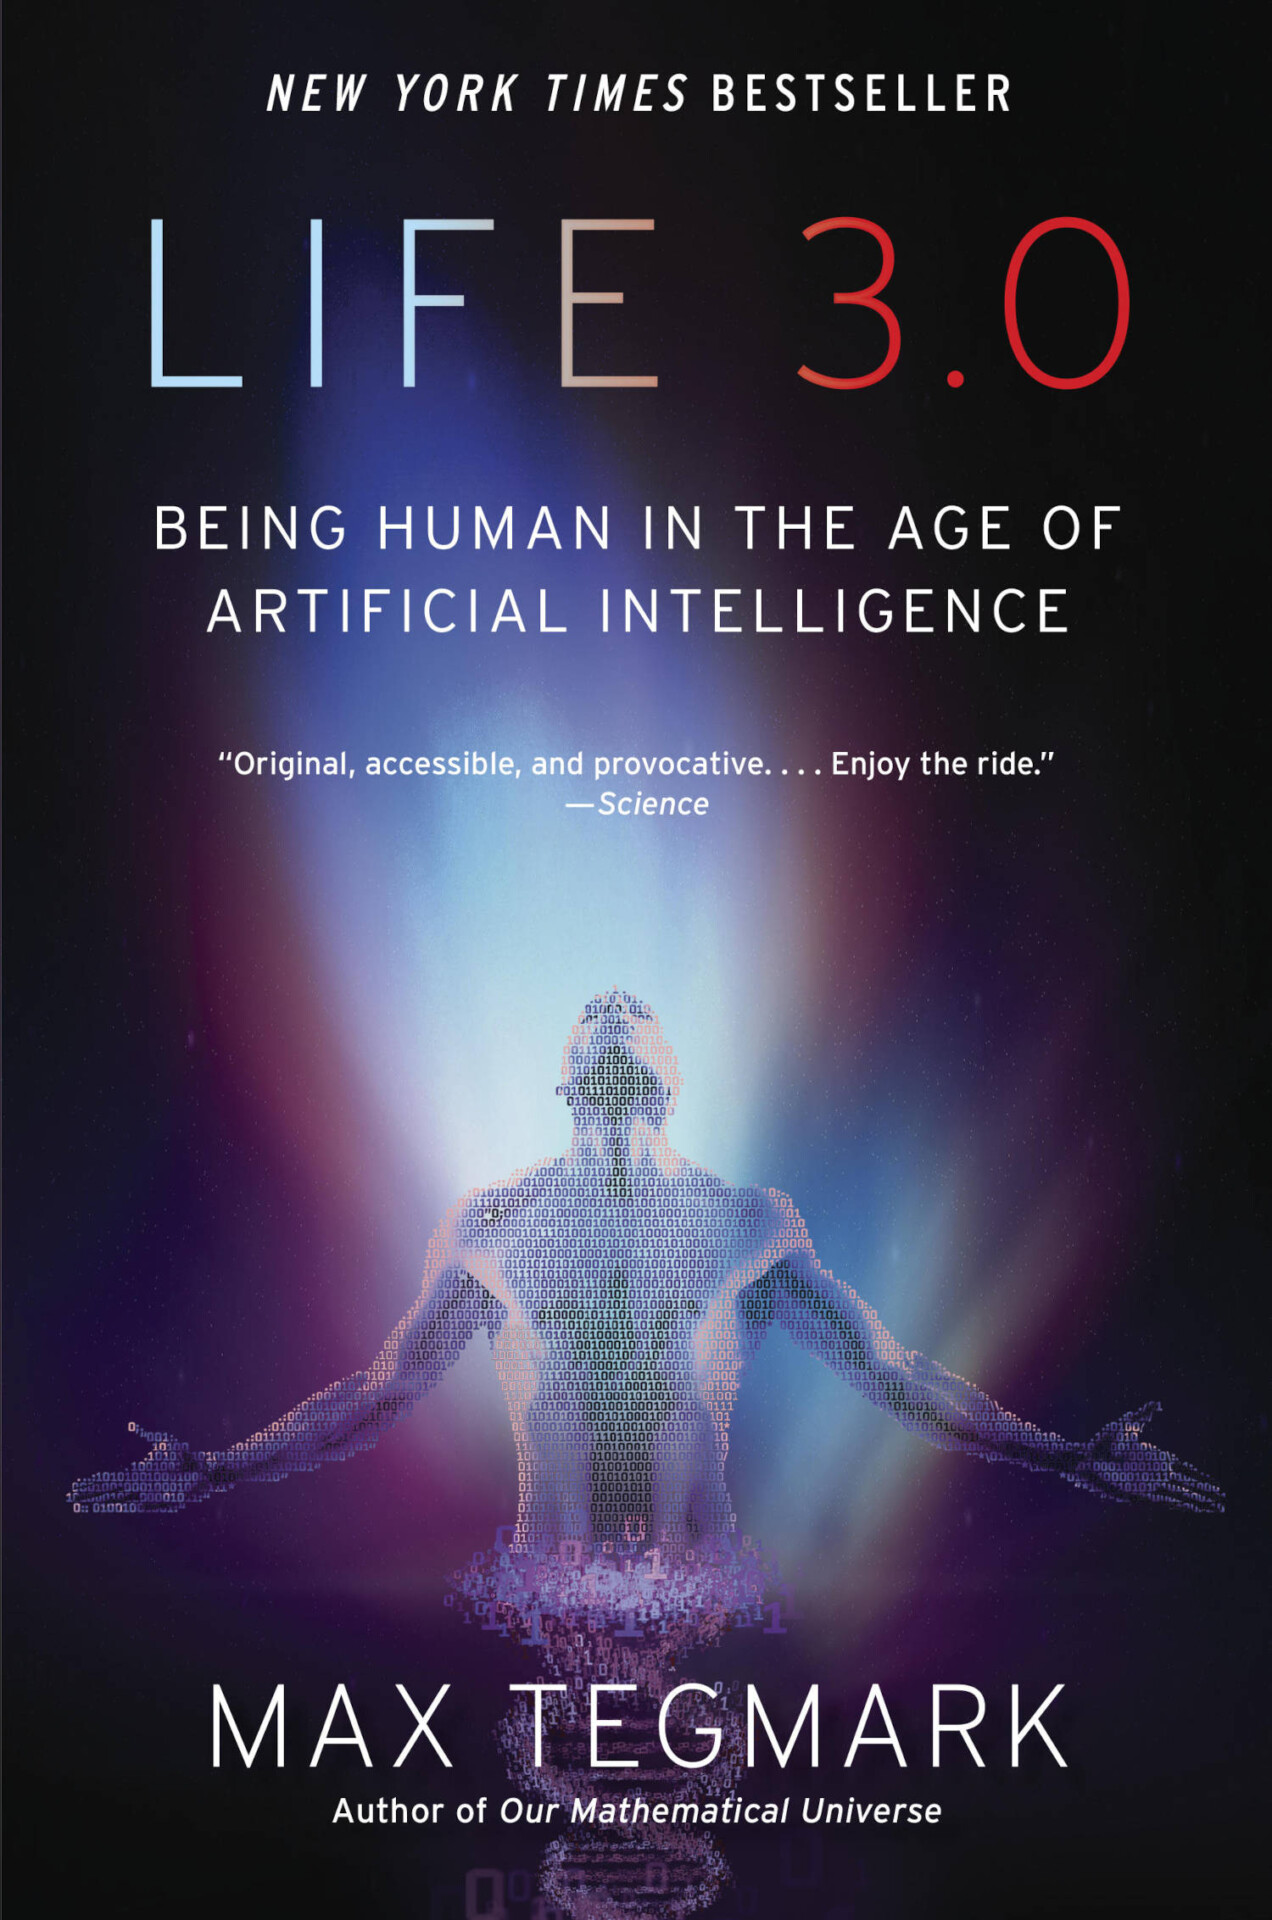 NEW YORK TIMES BESTSELLER
LIFE 3.0
BEING HUMAN IN THE AGE OF
ARTIFICIAL INTELLIGENCE
“Original, accessible, and provocative. . . . Enjoy the ride.”
—Science
MAX TEGMARK
Author of Our Mathematical Universe